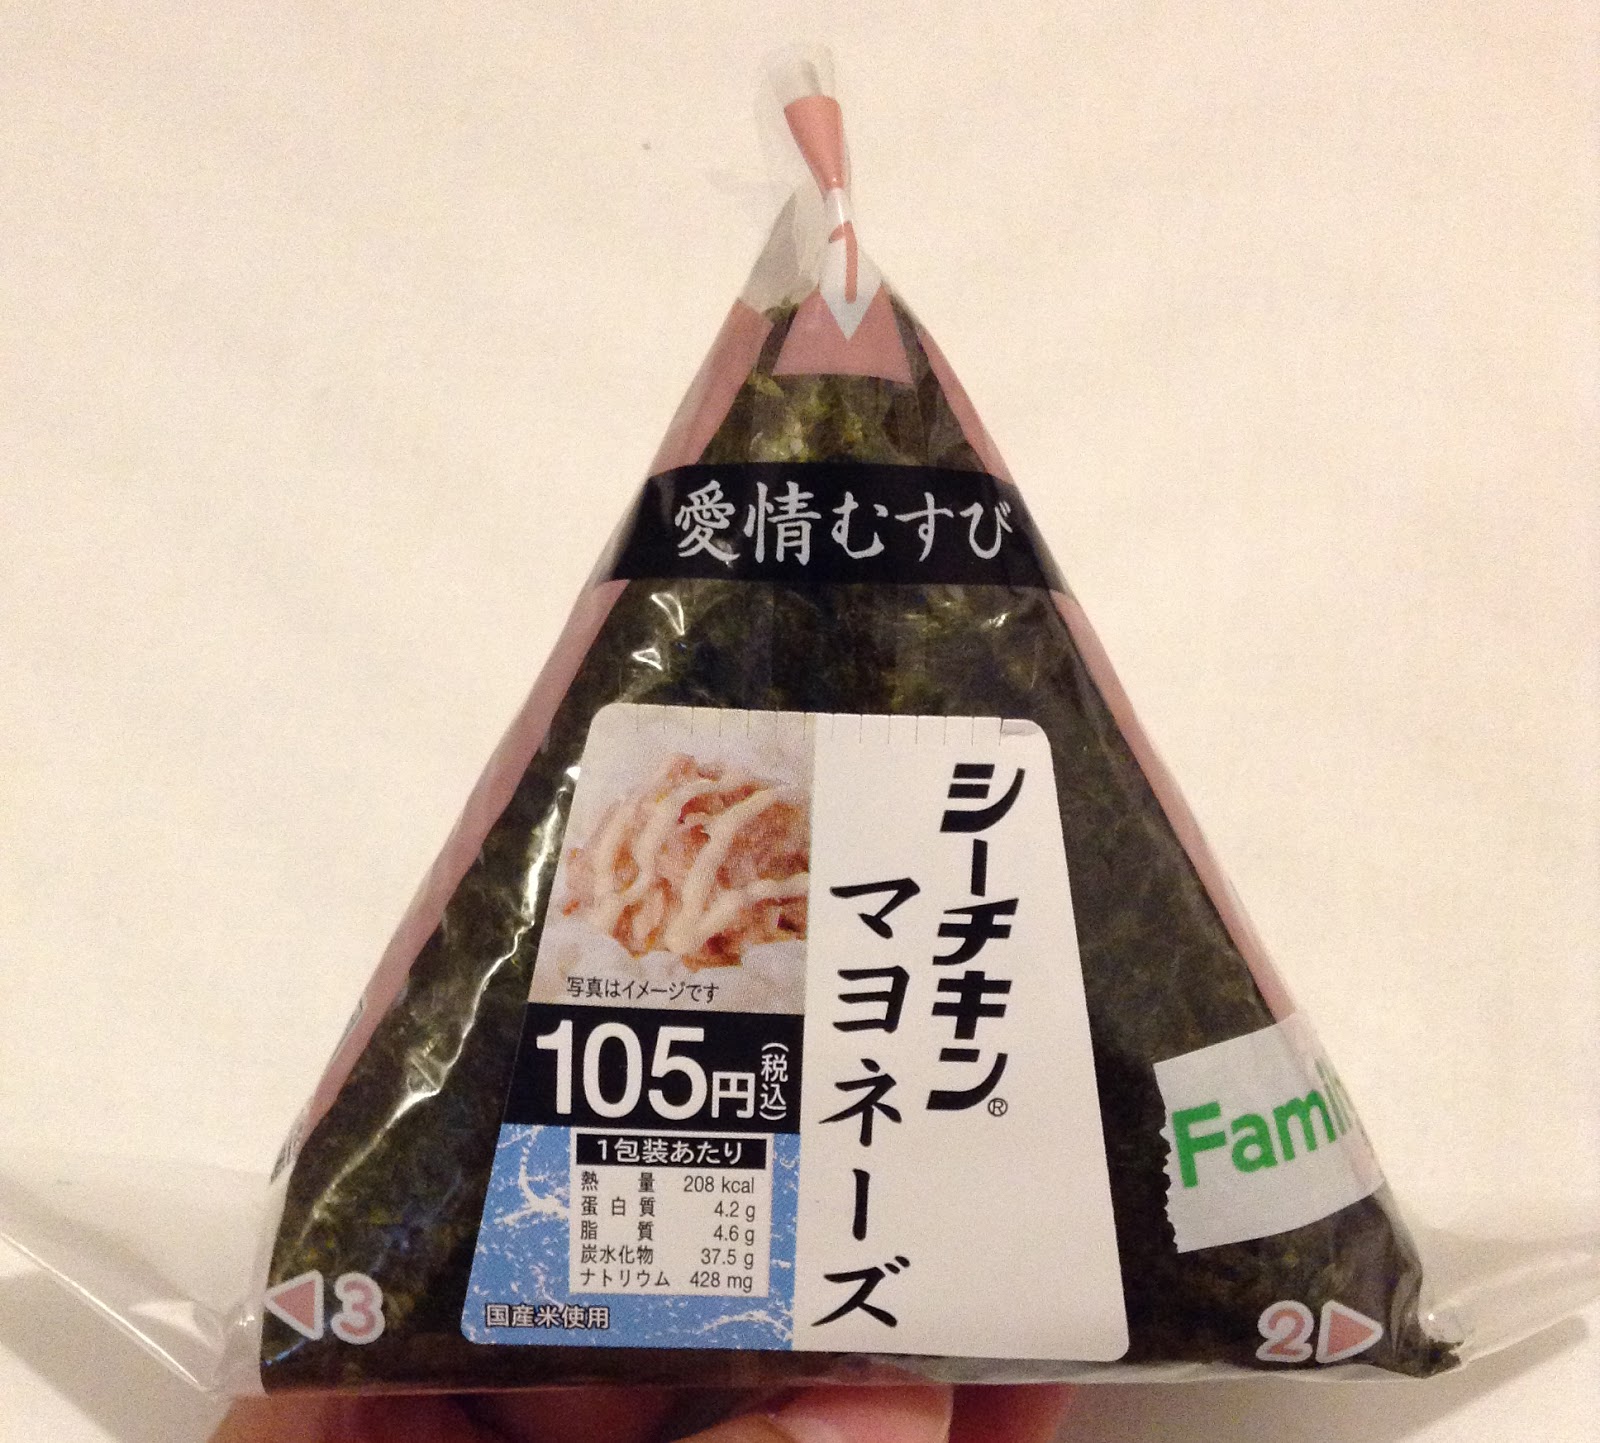 1
愛情むすび
シーチキン®
マヨネーズ
写真はイメージです
105円(税込)
1包装あたり
熱量 208 kcal
蛋白質 4.2 g
脂質 4.6 g
炭水化物 37.5 g
ナトリウム 428 mg
国産米使用
Famil
3
2